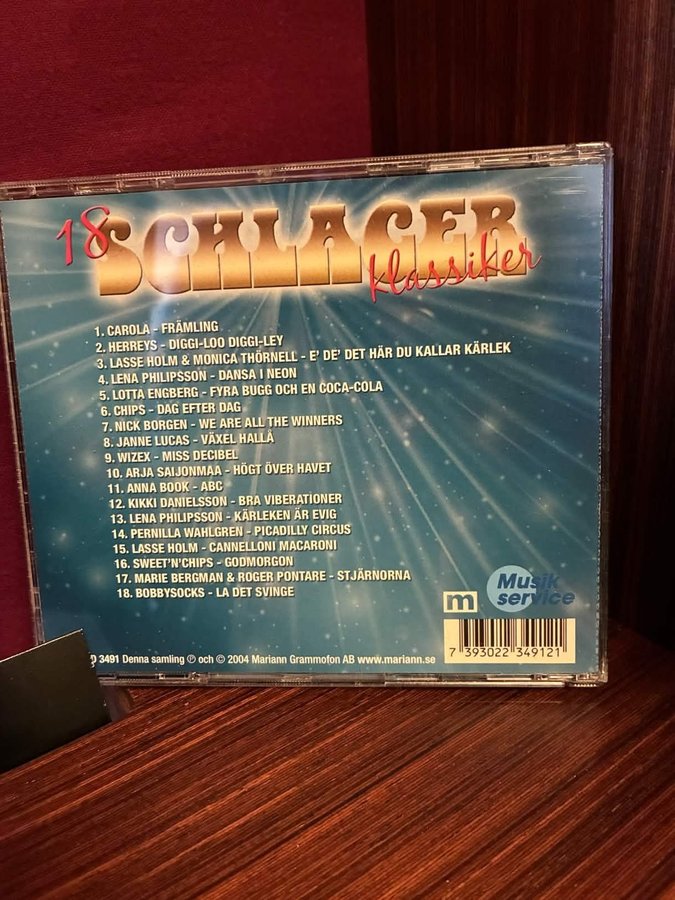 18 SCHLAGER
klassiker
1. CAROLA - FRÄMLING
2. HERREYS - DIGGI-LOO DIGGI-LEY
3. LASSE HOLM & MONICA THÖRNELL - E' DE' DET HÄR DU KALLAR KÄRLEK
4. LENA PHILIPSSON - DANSA I NEON
5. LOTTA ENGBERG - FYRA BUGG OCH EN COCA-COLA
6. CHIPS - DAG EFTER DAG
7. NICK BORGEN - WE ARE ALL THE WINNERS
8. JANNE LUCAS - VÄXEL HALLÅ
9. WIZEX - MISS DECIBEL
10. ARJA SAIJONMAA - HÖGT ÖVER HAVET
11. ANNA BOOK - ABC
12. KIKKI DANIELSSON - BRA VIBERATIONER
13. LENA PHILIPSSON - KÄRLEKEN ÄR EVIG
14. PERNILLA WAHLGREN - PICADILLY CIRCUS
15. LASSE HOLM - CANNELLONI MACARONI
16. SWEET'N'CHIPS - GODMORGON
17. MARIE BERGMAN & ROGER PONTARE - STJÄRNORNA
18. BOBBYSOCKS - LA DET SVINGE
m
Musik
service
3491 Denna samling ℗ och © 2004 Mariann Grammofon AB www.mariann.se
7 393022 349121